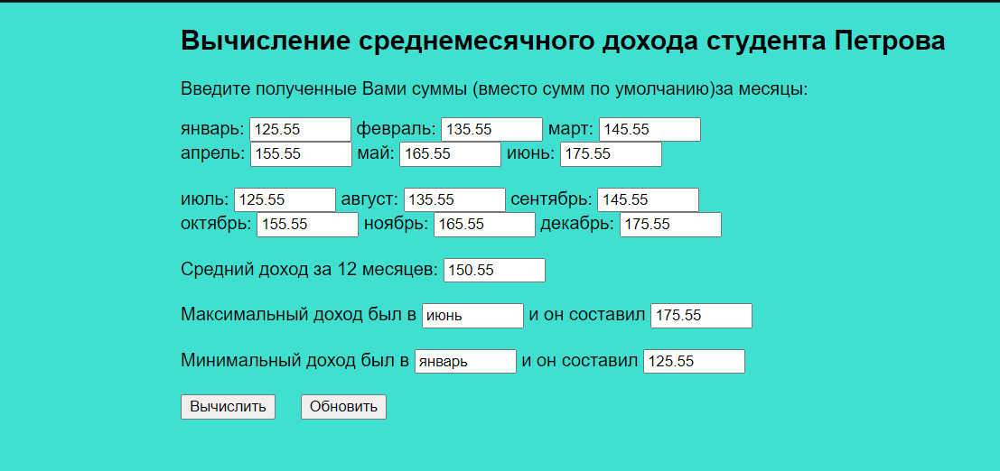 Вычисление среднемесячного дохода студента Петрова
Введите полученные Вами суммы (вместо сумм по умолчанию)за месяцы:
январь: 125.55 февраль: 135.55 март: 145.55
апрель: 155.55 май: 165.55 июнь: 175.55
июль: 125.55 август: 135.55 сентябрь: 145.55
октябрь: 155.55 ноябрь: 165.55 декабрь: 175.55
Средний доход за 12 месяцев: 150.55
Максимальный доход был в июнь и он составил 175.55
Минимальный доход был в январь и он составил 125.55
Вычислить Обновить